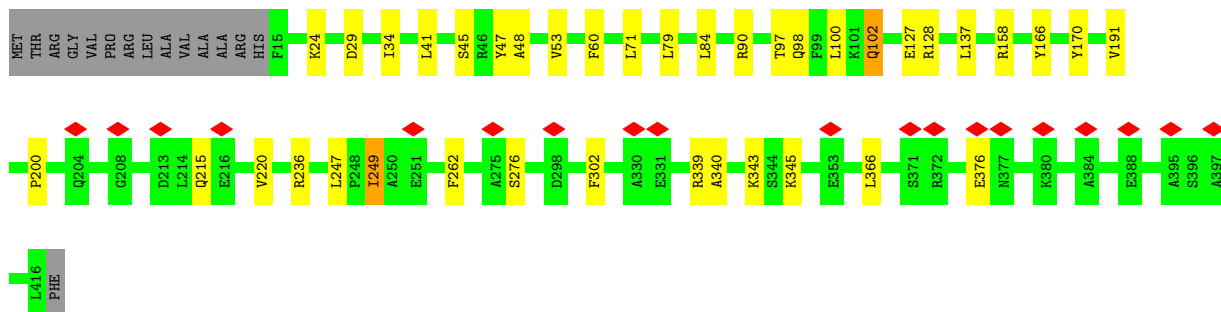 MET THR ARG GLY VAL PRO ARG LEU ALA VAL ALA ALA ARG HIS F15 K24 D29 I34 L41 S45 R46 Y47 A48 V53 F60 L71 L79 L84 R90 T97 Q98 F99 L100 K101 Q102 E127 R128 L137 R158 Y166 Y170 V191
P200 Q204 G208 D213 L214 Q215 E216 V220 R236 L247 P248 I249 A250 E251 F262 A275 S276 D298 F302 A330 E331 R339 A340 K343 S344 K345 E353 L366 S371 R372 E376 N377 K380 A384 E388 A395 S396 A397
L416 PHE